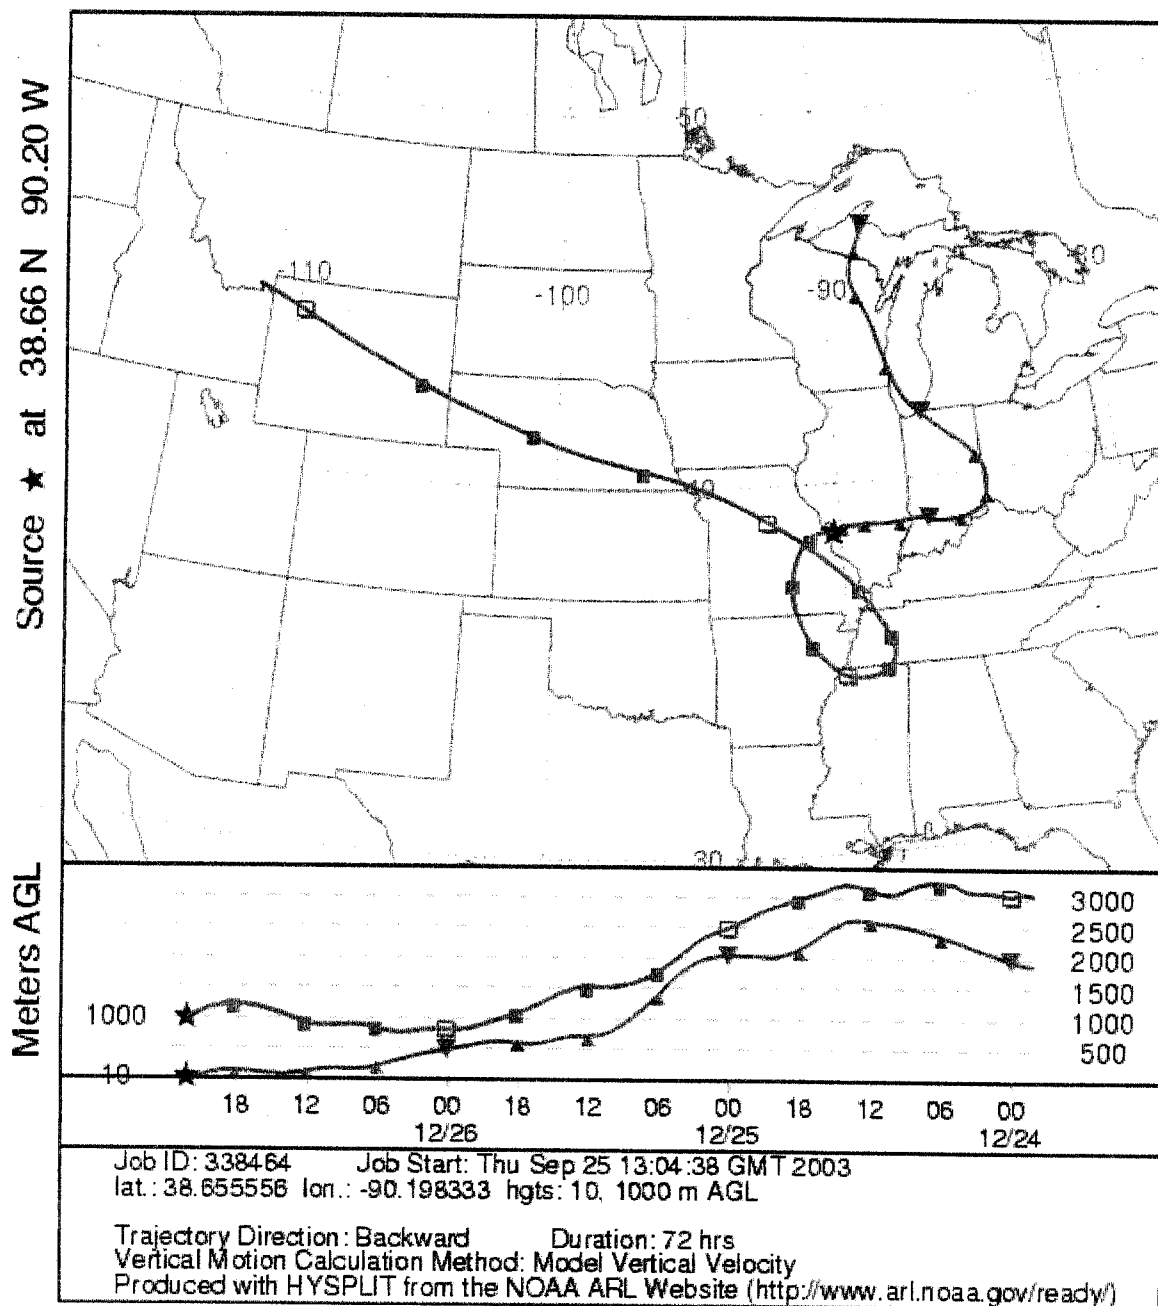 Source ★ at 38.66 N 90.20 W
50
-110
-100
-90
-80
40
30
Meters AGL
3000
2500
2000
1500
1000
1000
500
10
18 12 06 00 18 12 06 00 18 12 06 00
12/26 12/25 12/24
Job ID: 338464 Job Start: Thu Sep 25 13:04:38 GMT 2003
lat.: 38.655556 lon.: -90.198333 hgts: 10, 1000 m AGL
Trajectory Direction: Backward Duration: 72 hrs
Vertical Motion Calculation Method: Model Vertical Velocity
Produced with HYSPLIT from the NOAA ARL Website (http://www.arl.noaa.gov/ready/)